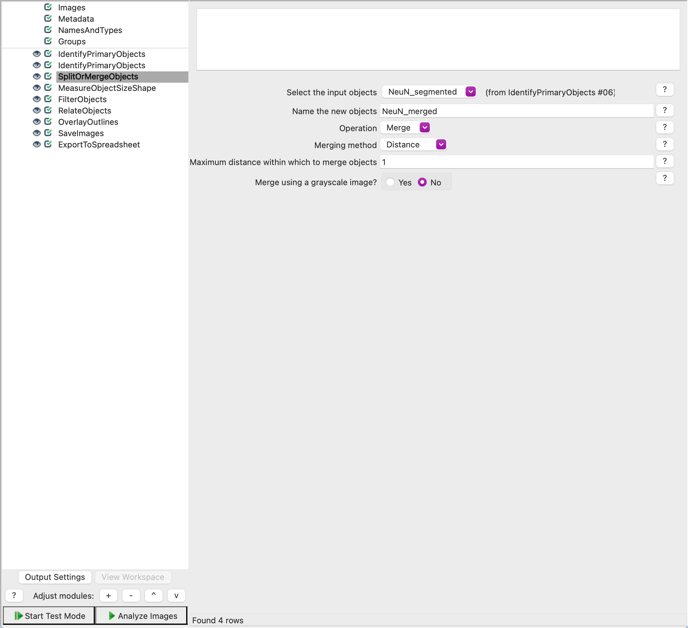 Images
Metadata
NamesAndTypes
Groups
IdentifyPrimaryObjects
IdentifyPrimaryObjects
SplitOrMergeObjects
MeasureObjectSizeShape
FilterObjects
RelateObjects
OverlayOutlines
SaveImages
ExportToSpreadsheet
Select the input objects NeuN_segmented (from IdentifyPrimaryObjects #06) ?
Name the new objects NeuN_merged ?
Operation Merge ?
Merging method Distance ?
Maximum distance within which to merge objects 1 ?
Merge using a grayscale image? Yes No ?
Output Settings View Workspace
? Adjust modules: + - ^ v
Start Test Mode Analyze Images
Found 4 rows